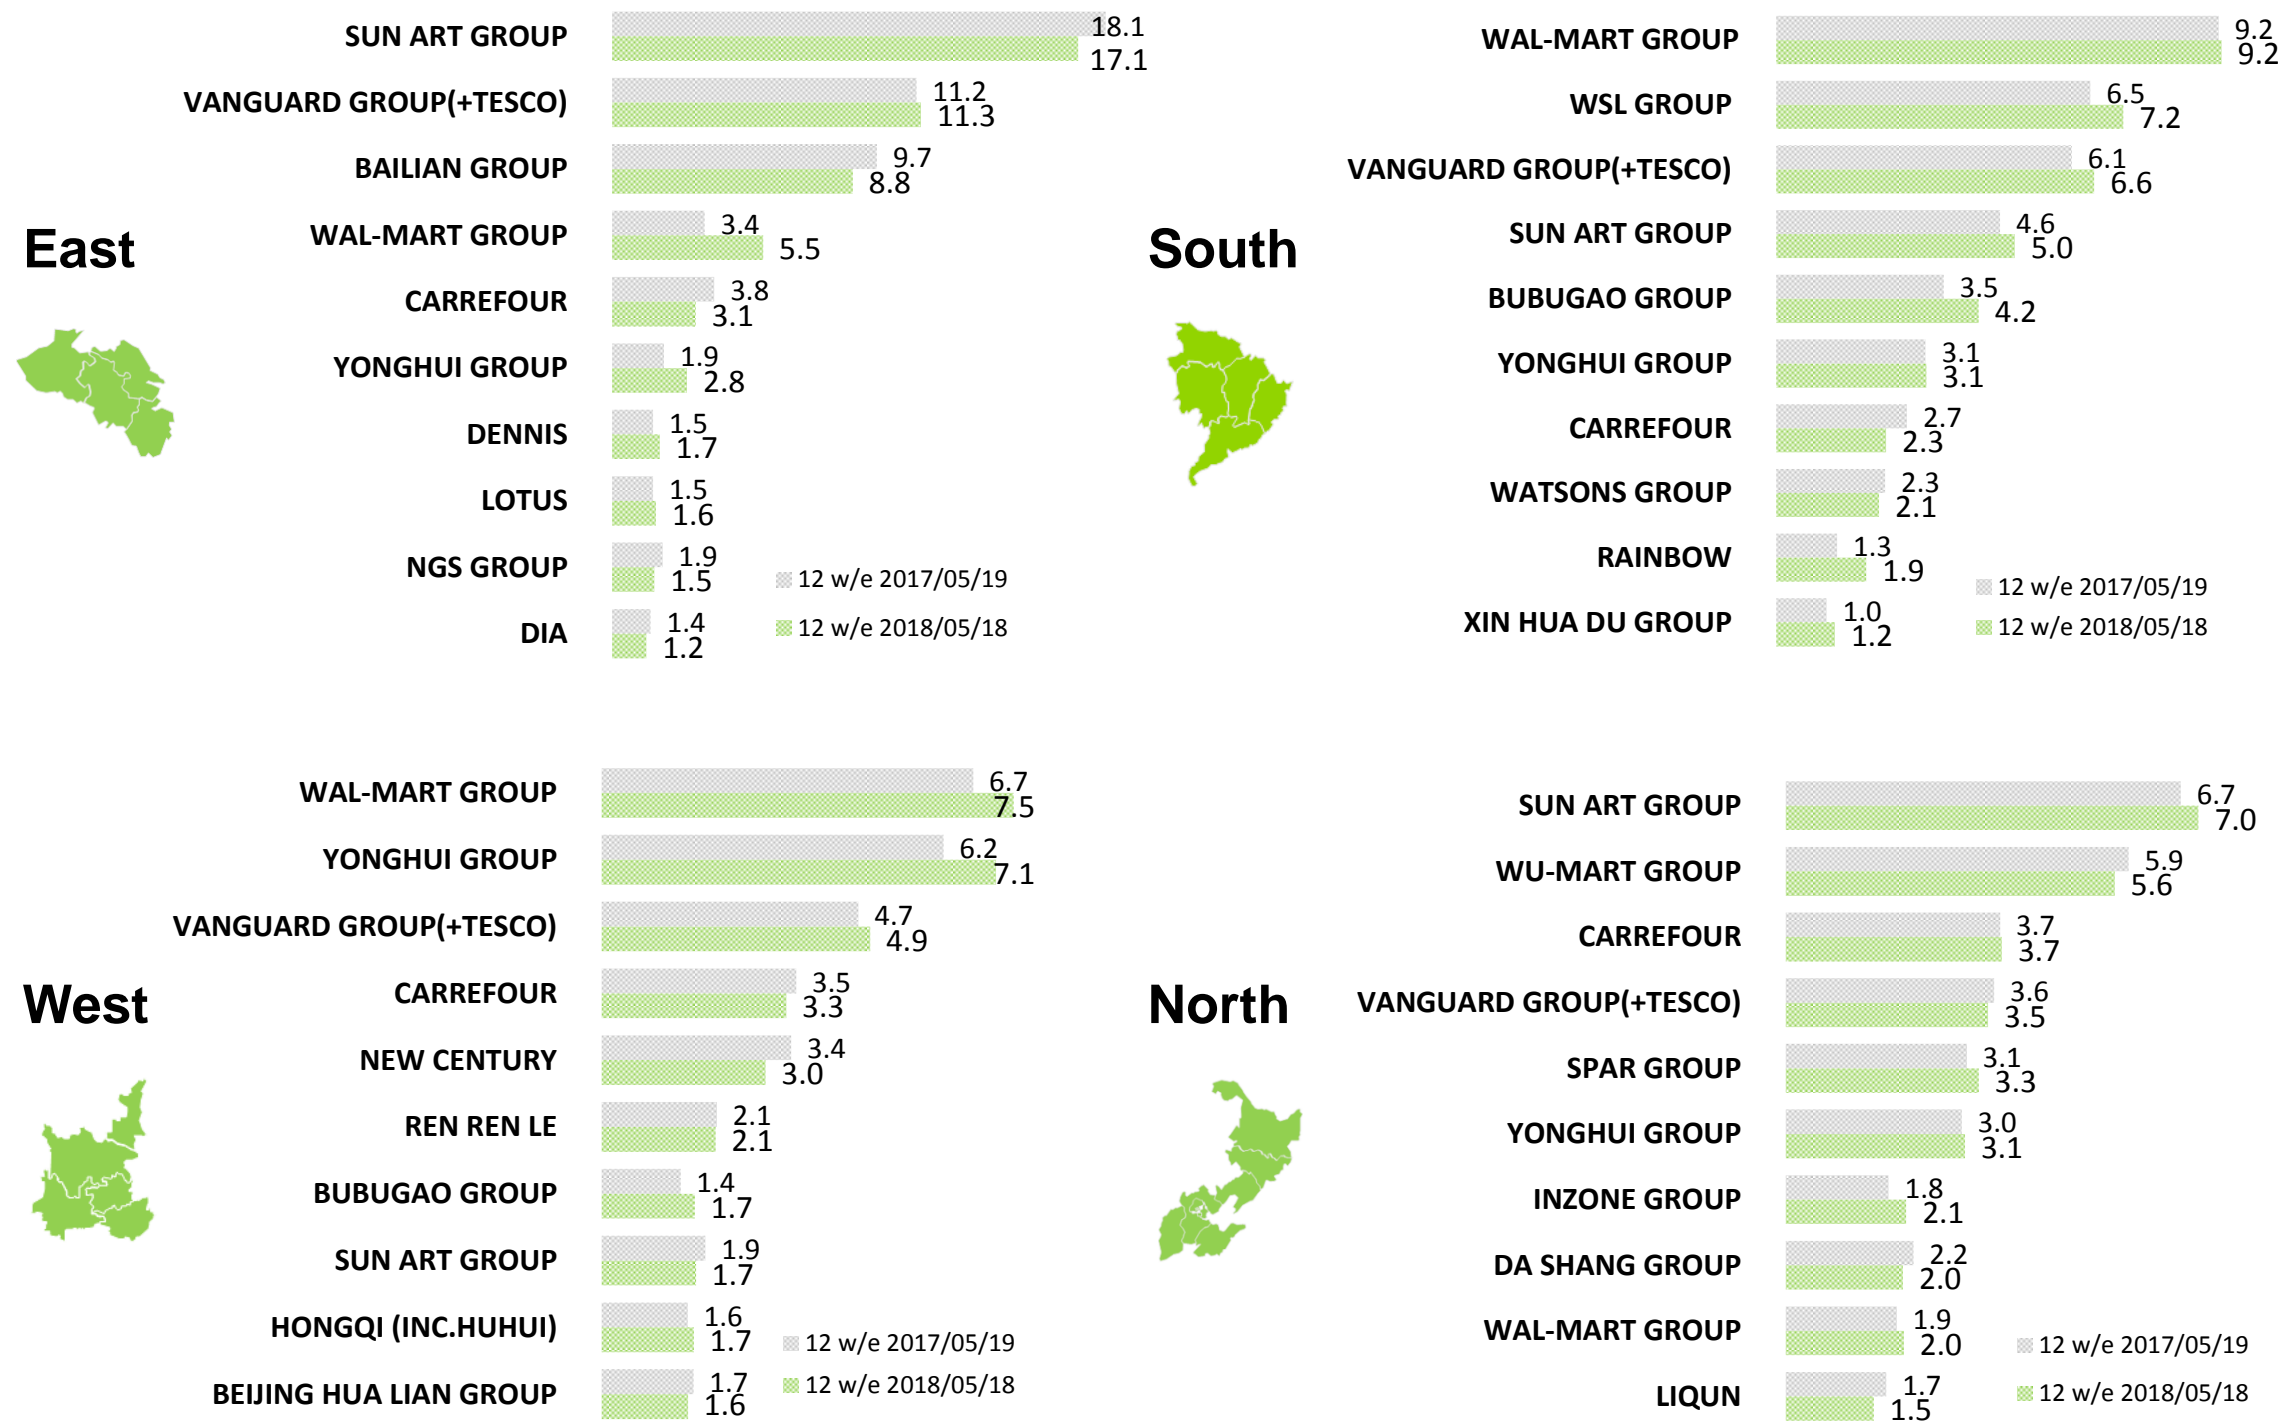 East
SUN ART GROUP
18.1
17.1
VANGUARD GROUP(+TESCO)
11.2
11.3
BAILIAN GROUP
9.7
8.8
WAL-MART GROUP
3.4
5.5
CARREFOUR
3.8
3.1
YONGHUI GROUP
1.9
2.8
DENNIS
1.5
1.7
LOTUS
1.5
1.6
NGS GROUP
1.9
1.5
DIA
1.4
1.2
12 w/e 2017/05/19
12 w/e 2018/05/18
South
WAL-MART GROUP
9.2
9.2
WSL GROUP
6.5
7.2
VANGUARD GROUP(+TESCO)
6.1
6.6
SUN ART GROUP
4.6
5.0
BUBUGAO GROUP
3.5
4.2
YONGHUI GROUP
3.1
3.1
CARREFOUR
2.7
2.3
WATSONS GROUP
2.3
2.1
RAINBOW
1.3
1.9
XIN HUA DU GROUP
1.0
1.2
12 w/e 2017/05/19
12 w/e 2018/05/18
West
WAL-MART GROUP
6.7
7.5
YONGHUI GROUP
6.2
7.1
VANGUARD GROUP(+TESCO)
4.7
4.9
CARREFOUR
3.5
3.3
NEW CENTURY
3.4
3.0
REN REN LE
2.1
2.1
BUBUGAO GROUP
1.4
1.7
SUN ART GROUP
1.9
1.7
HONGQI (INC.HUHUI)
1.6
1.7
BEIJING HUA LIAN GROUP
1.7
1.6
12 w/e 2017/05/19
12 w/e 2018/05/18
North
SUN ART GROUP
6.7
7.0
WU-MART GROUP
5.9
5.6
CARREFOUR
3.7
3.7
VANGUARD GROUP(+TESCO)
3.6
3.5
SPAR GROUP
3.1
3.3
YONGHUI GROUP
3.0
3.1
INZONE GROUP
1.8
2.1
DA SHANG GROUP
2.2
2.0
WAL-MART GROUP
1.9
2.0
LIQUN
1.7
1.5
12 w/e 2017/05/19
12 w/e 2018/05/18